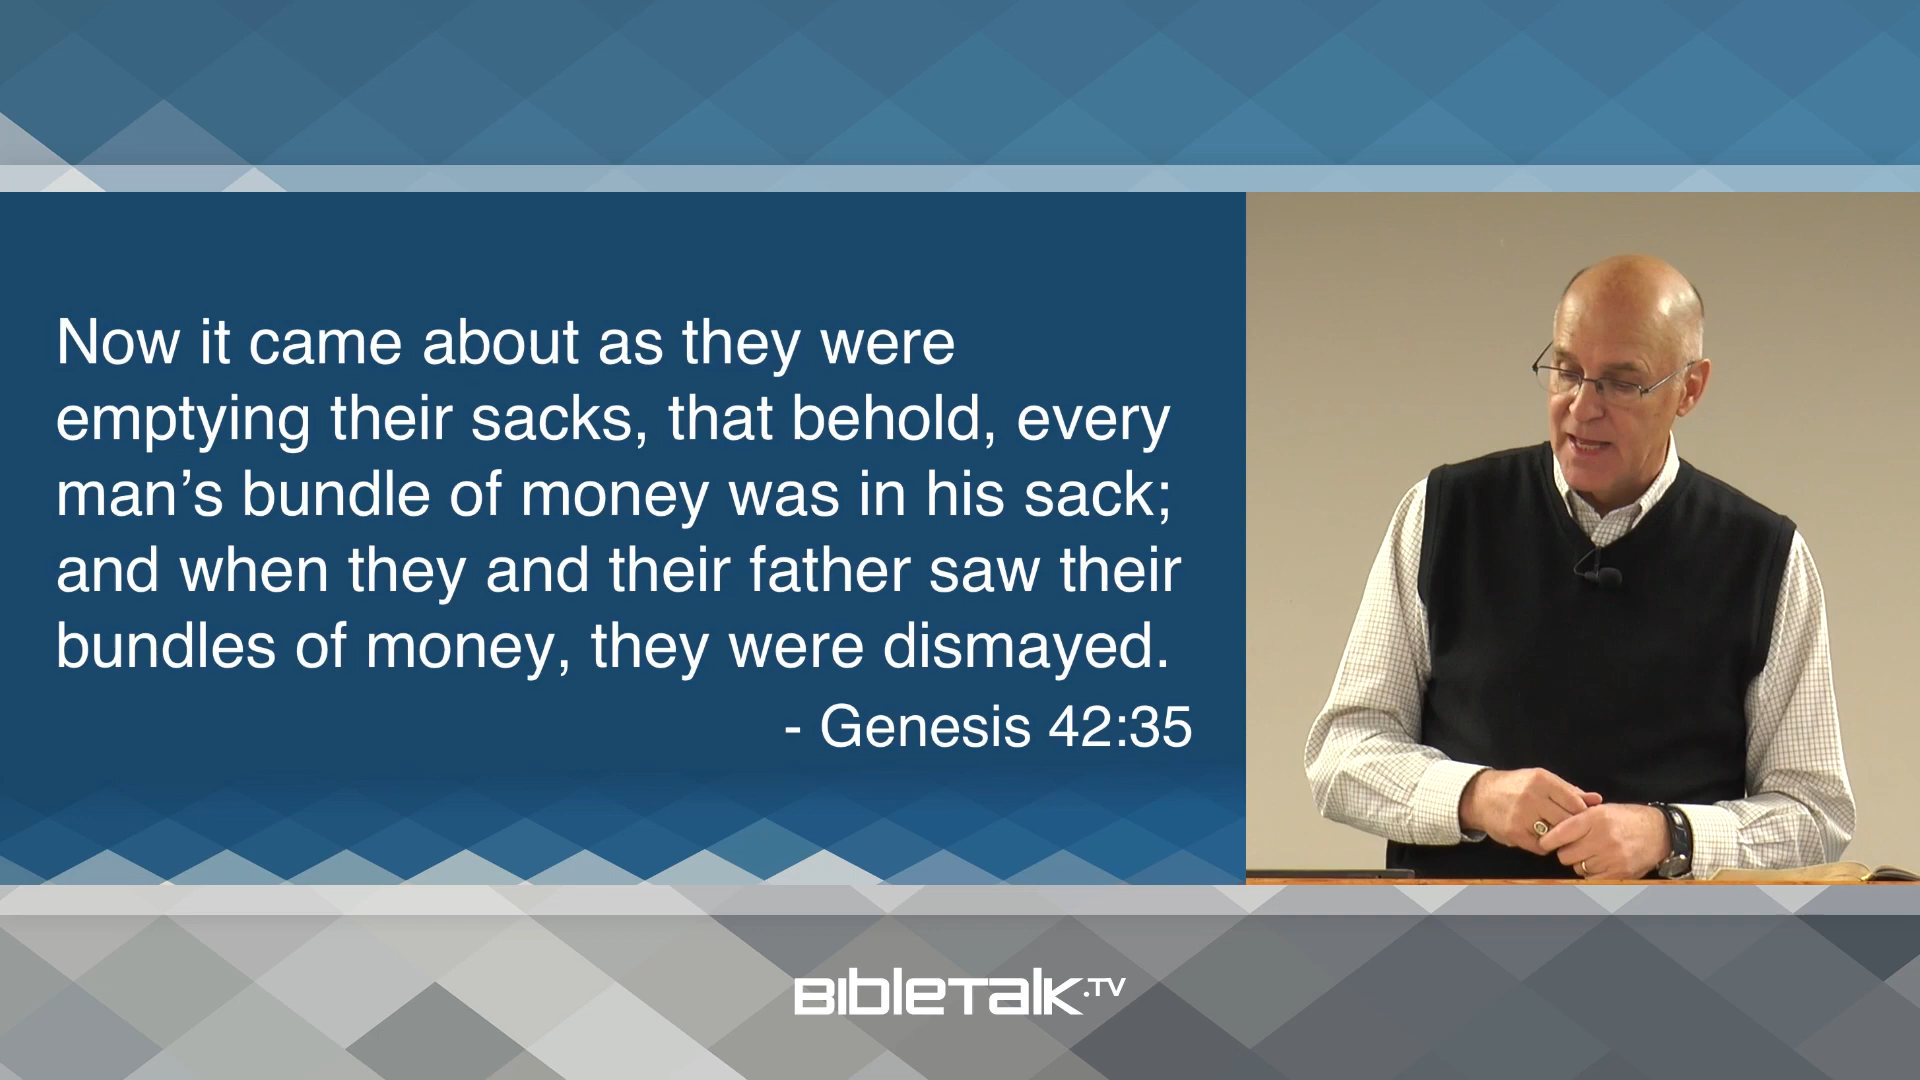 Now it came about as they were
emptying their sacks, that behold, every
man’s bundle of money was in his sack;
and when they and their father saw their
bundles of money, they were dismayed.
- Genesis 42:35
BibleTalk.TV